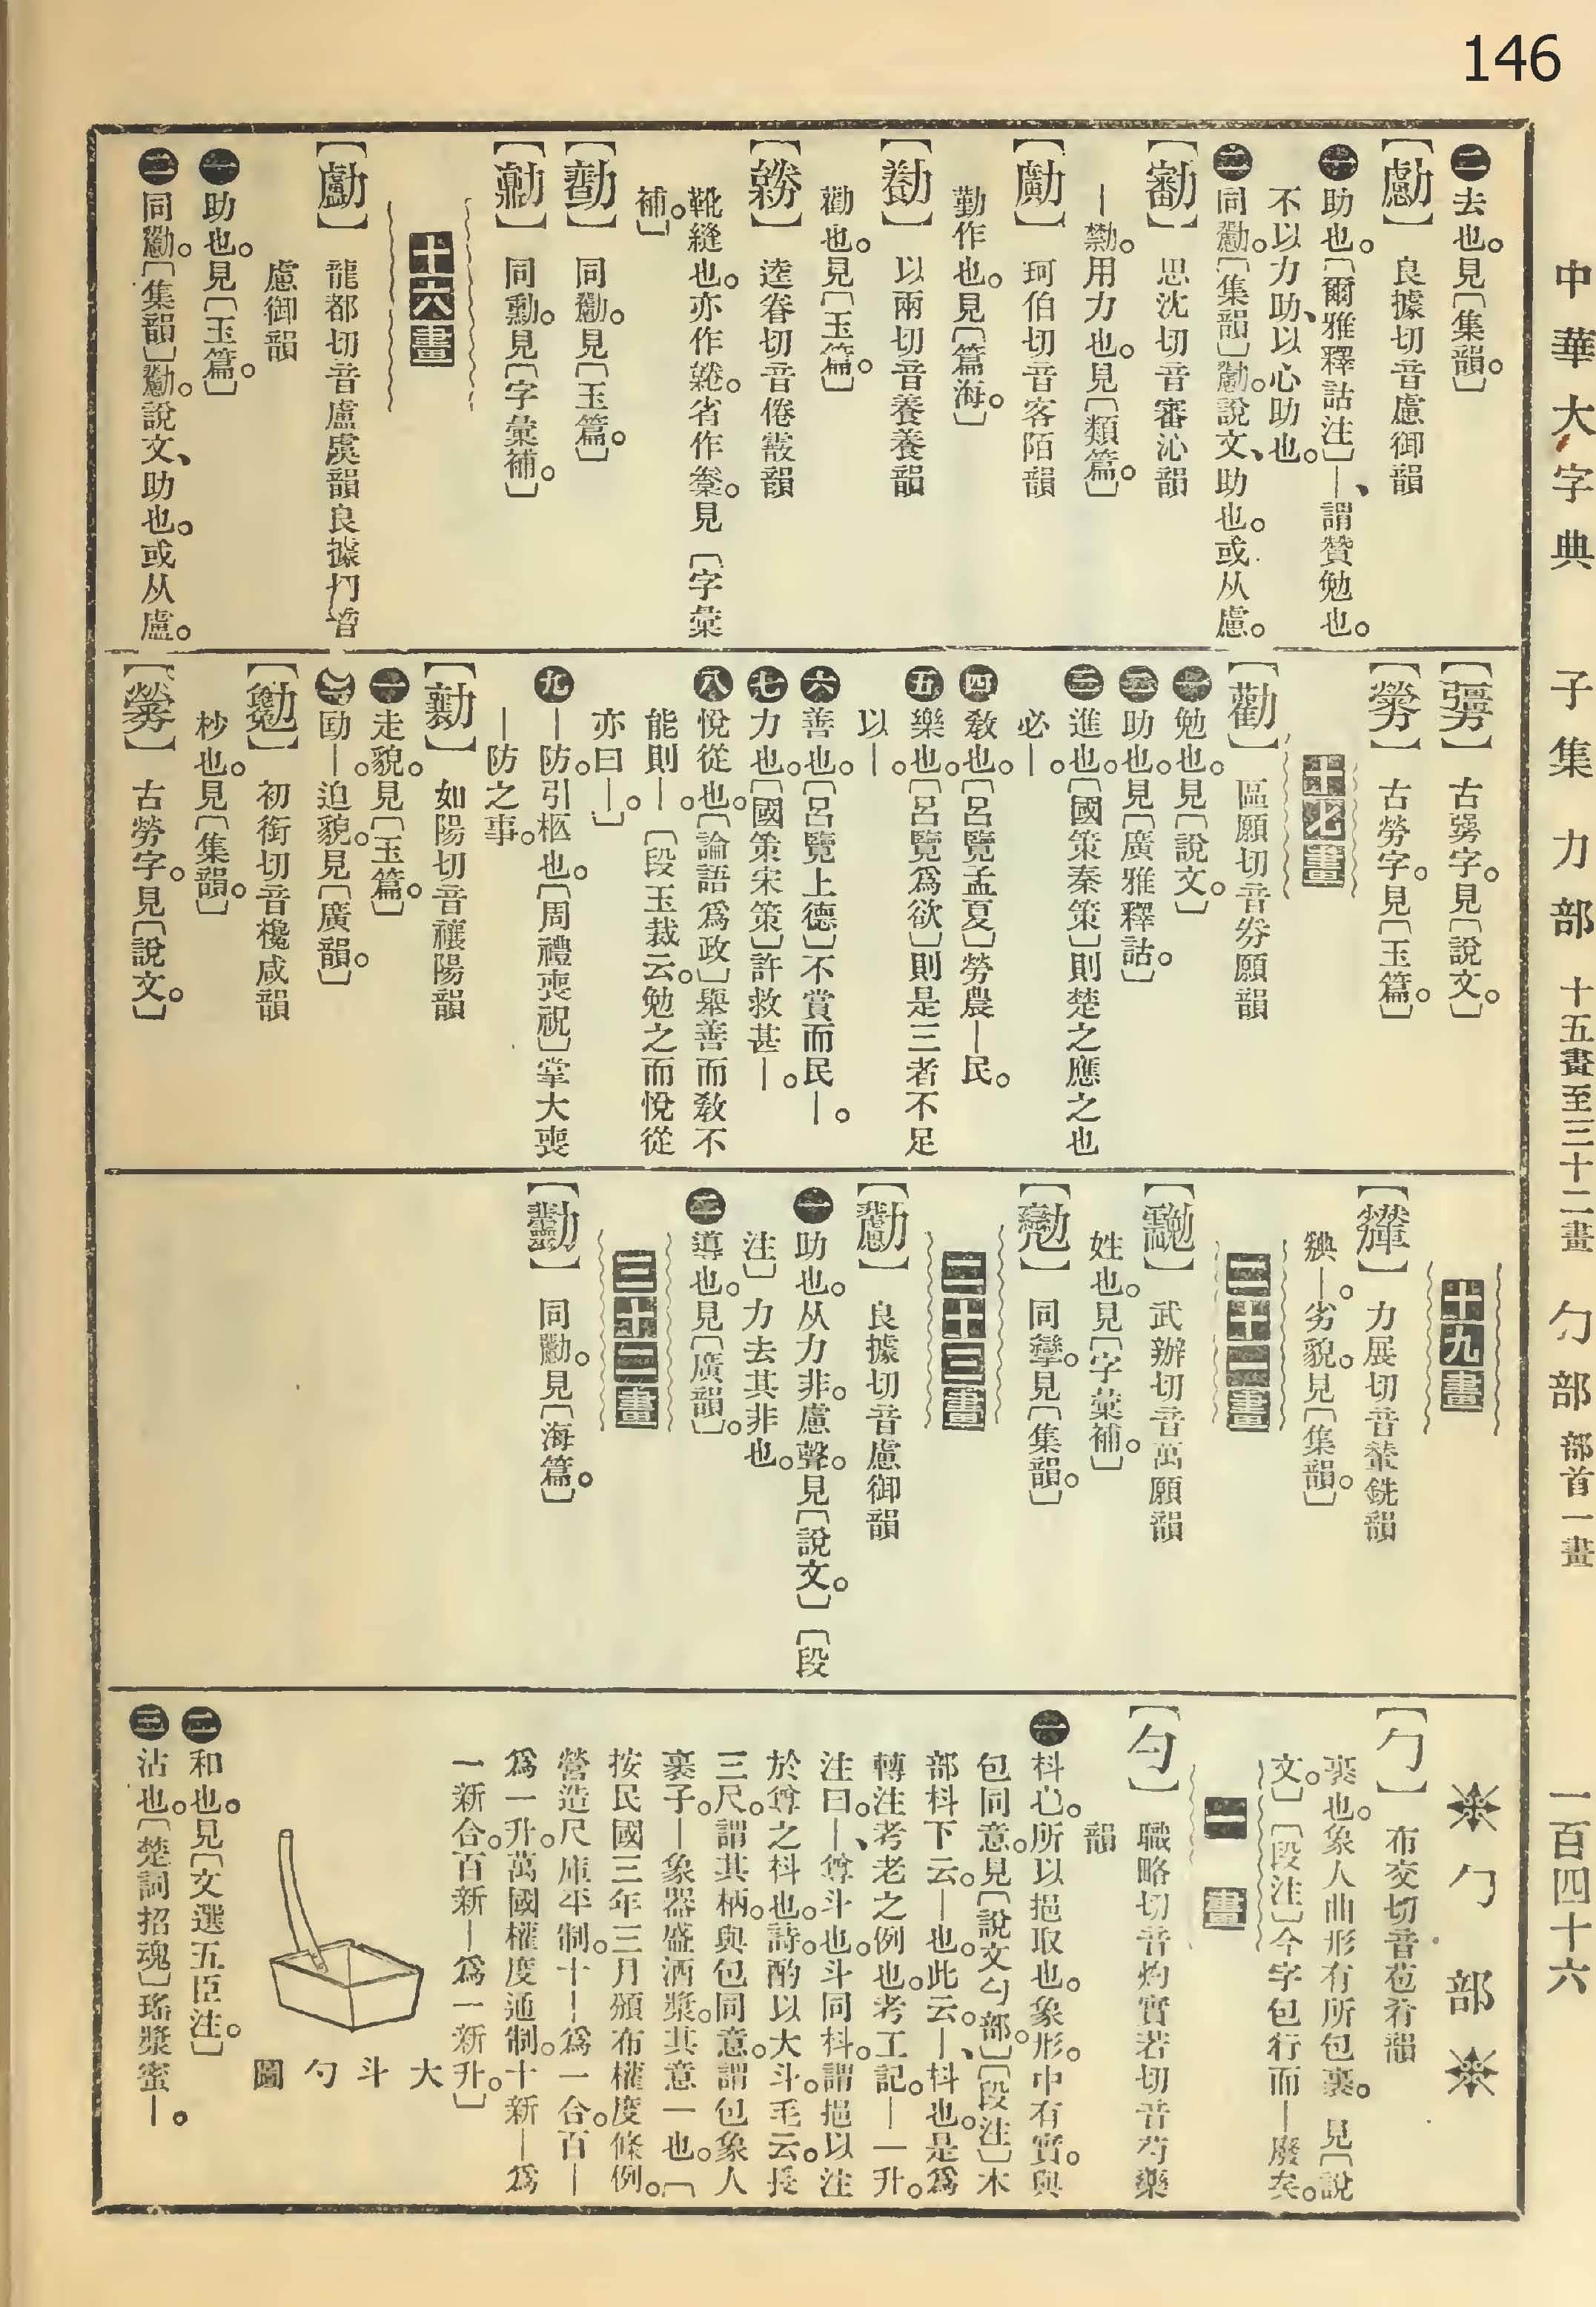 146
中華大字典 子集 力部 十五畫至三十二畫 勹部 部首一畫 一百四十六
二 去也。見〔集韻。〕
良據切音慮御韻
一 助也。〔爾雅釋詁注〕—、謂贊勉也。
不以力助、以心助也。
二 同勴。〔集韻〕勴。說文、助也。或从慮。
思沈切音審沁韻
—勬。用力也。見〔類篇。〕
珂伯切音客陌韻
勤作也。見〔篇海。〕
以兩切音養養韻
勸也。見〔玉篇。〕
逵眷切音倦霰韻
靴縫也。亦作。省作。見〔字彙
補。〕
同勴。見〔玉篇。〕
同勳。見〔字彙補。〕
十六畫
龍都切音盧虞韻良據切音
慮御韻
一 助也。見〔玉篇。〕
二 同勴。〔集韻〕勴。說文、助也。或从盧。
古勥字。見〔說文。〕
古勞字。見〔玉篇。〕
十七畫
〔勸〕 區願切音券願韻
一 勉也。見〔說文。〕
二 助也。見〔廣雅釋詁。〕
三 進也。〔國策秦策〕則楚之應之也
必—。
四 敎也。〔呂覽孟夏〕勞農—民。
五 樂也。〔呂覽爲欲〕則是三者不足
以—。
六 善也。〔呂覽上德〕不賞而民—。
七 力也。〔國策宋策〕許救甚—。
八 悅從也。〔論語爲政〕舉善而敎不
能則—。〔段玉裁云。勉之而悅從
亦曰—。〕
九 —防。引柩也。〔周禮喪祝〕掌大喪
—防之事。
〔勷〕 如陽切音禳陽韻
一 走貌。見〔玉篇。〕
二 劻—。迫貌。見〔廣韻。〕
初銜切音欃咸韻
杪也。見〔集韻。〕
古勞字。見〔說文。〕
十九畫
力展切音輦銑韻
—。劣貌。見〔集韻。〕
二十一畫
武辦切音萬願韻
姓也。見〔字彙補。〕
同孿。見〔集韻。〕
二十三畫
〔勴〕 良據切音慮御韻
一 助也。从力非。慮聲。見〔說文。〕〔段
注〕力去其非也。
二 導也。見〔廣韻。〕
三十二畫
同勴。見〔海篇。〕
勹部
〔勹〕 布交切音苞肴韻
裹也。象人曲形有所包裹。見〔說
文。〕〔段注〕今字包行而—廢矣。
一畫
〔勺〕 職略切音灼實若切音芍藥
韻
一 枓也。所以挹取也。象形。中有實。與
包同意。見〔說文勺部。〕〔段注〕木
部枓下云。—也。此云。—、枓也。是爲
轉注考老之例也。考工記。—一升。
注曰。—、尊斗也。斗同枓。謂挹以注
於尊之枓也。詩。酌以大斗。毛云。長
三尺。謂其柄。與包同意。謂包象人
裹子。—象器盛酒漿。其意一也。〔
按民國三年三月頒布權度條例。
營造尺庫平制。十—爲一合。百—
爲一升。萬國權度通制。十新—爲
一新合。百新—爲一新升。〕
大斗勺圖
二 和也。見〔文選五臣注。〕
三 沾也。〔楚詞招魂〕瑤漿蜜—。